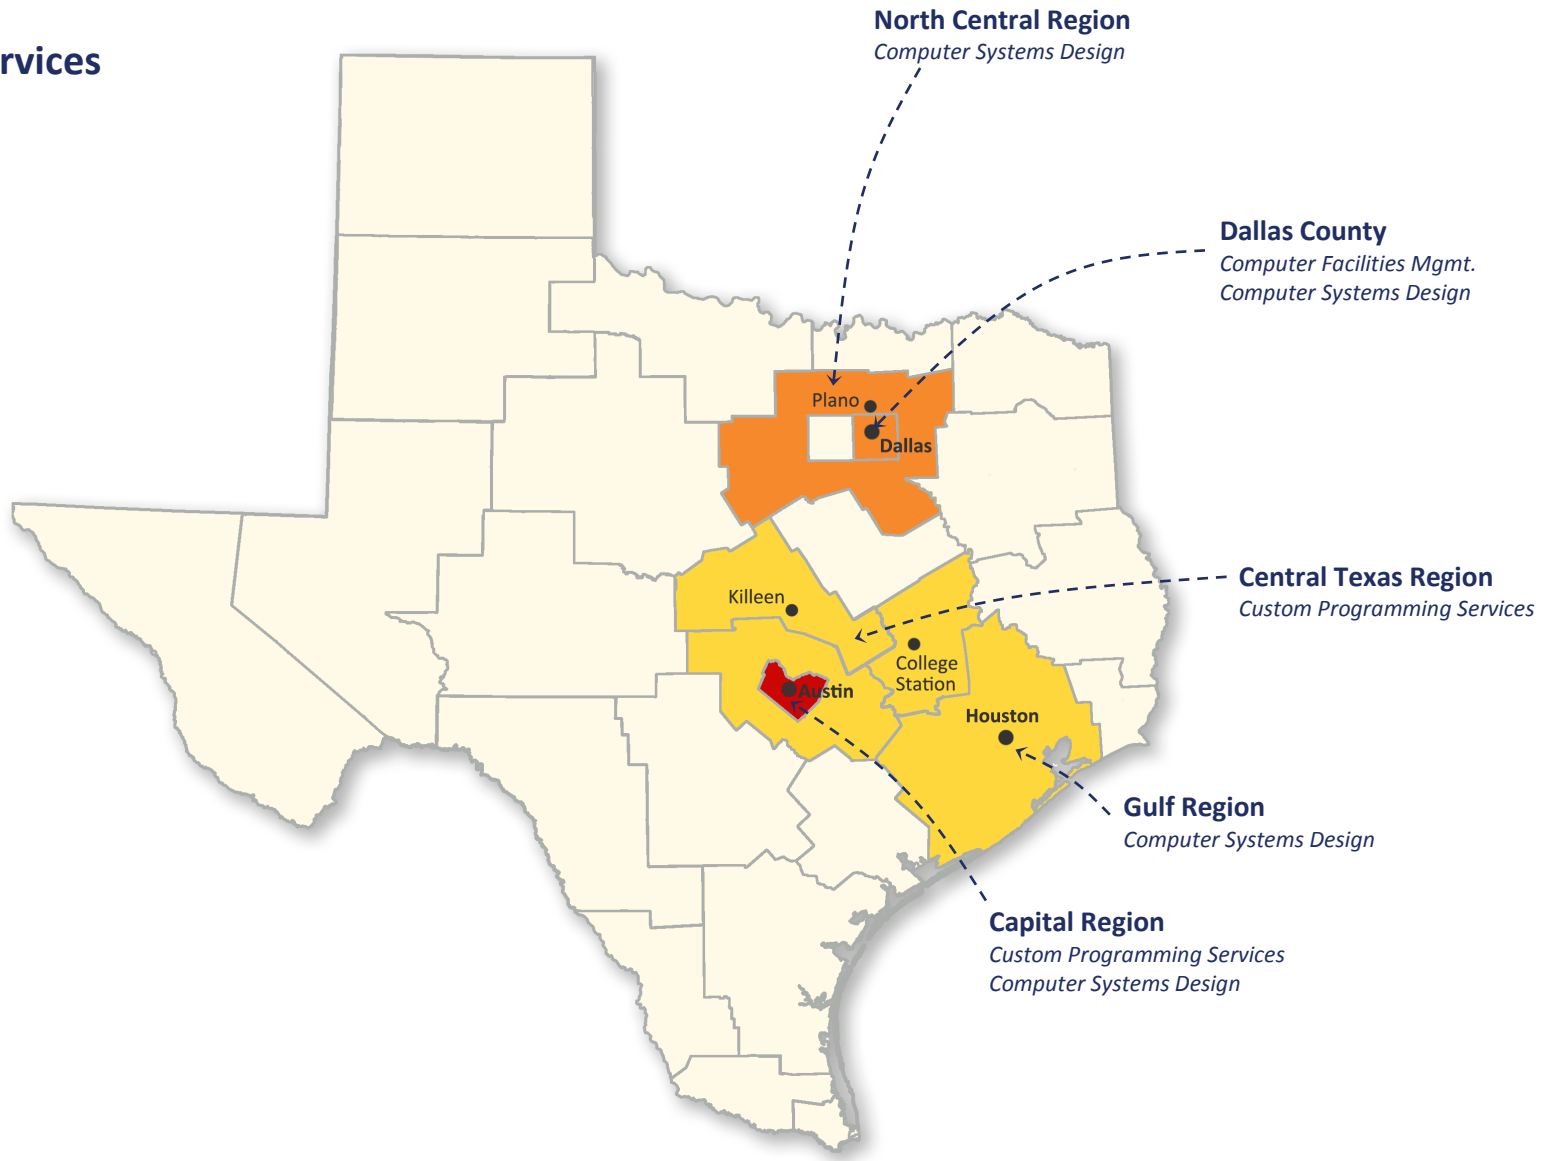 rvices
North Central Region
Computer Systems Design
Dallas County
Computer Facilities Mgmt.
Computer Systems Design
Plano
Dallas
Central Texas Region
Custom Programming Services
Killeen
College
Station
Austin
Houston
Gulf Region
Computer Systems Design
Capital Region
Custom Programming Services
Computer Systems Design